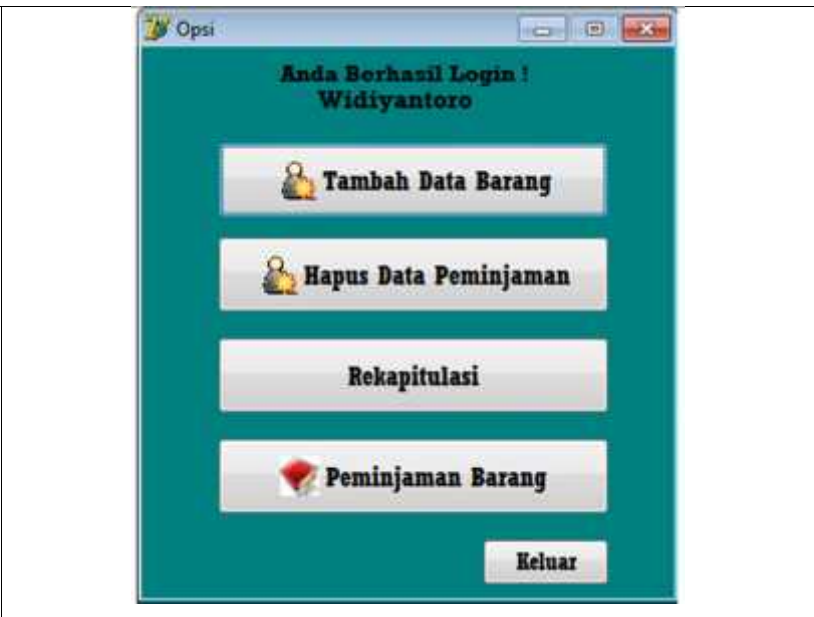 Opsi
Anda Berhasil Login !
Widiyantoro
Tambah Data Barang
Hapus Data Peminjaman
Rekapitulasi
Peminjaman Barang
Keluar